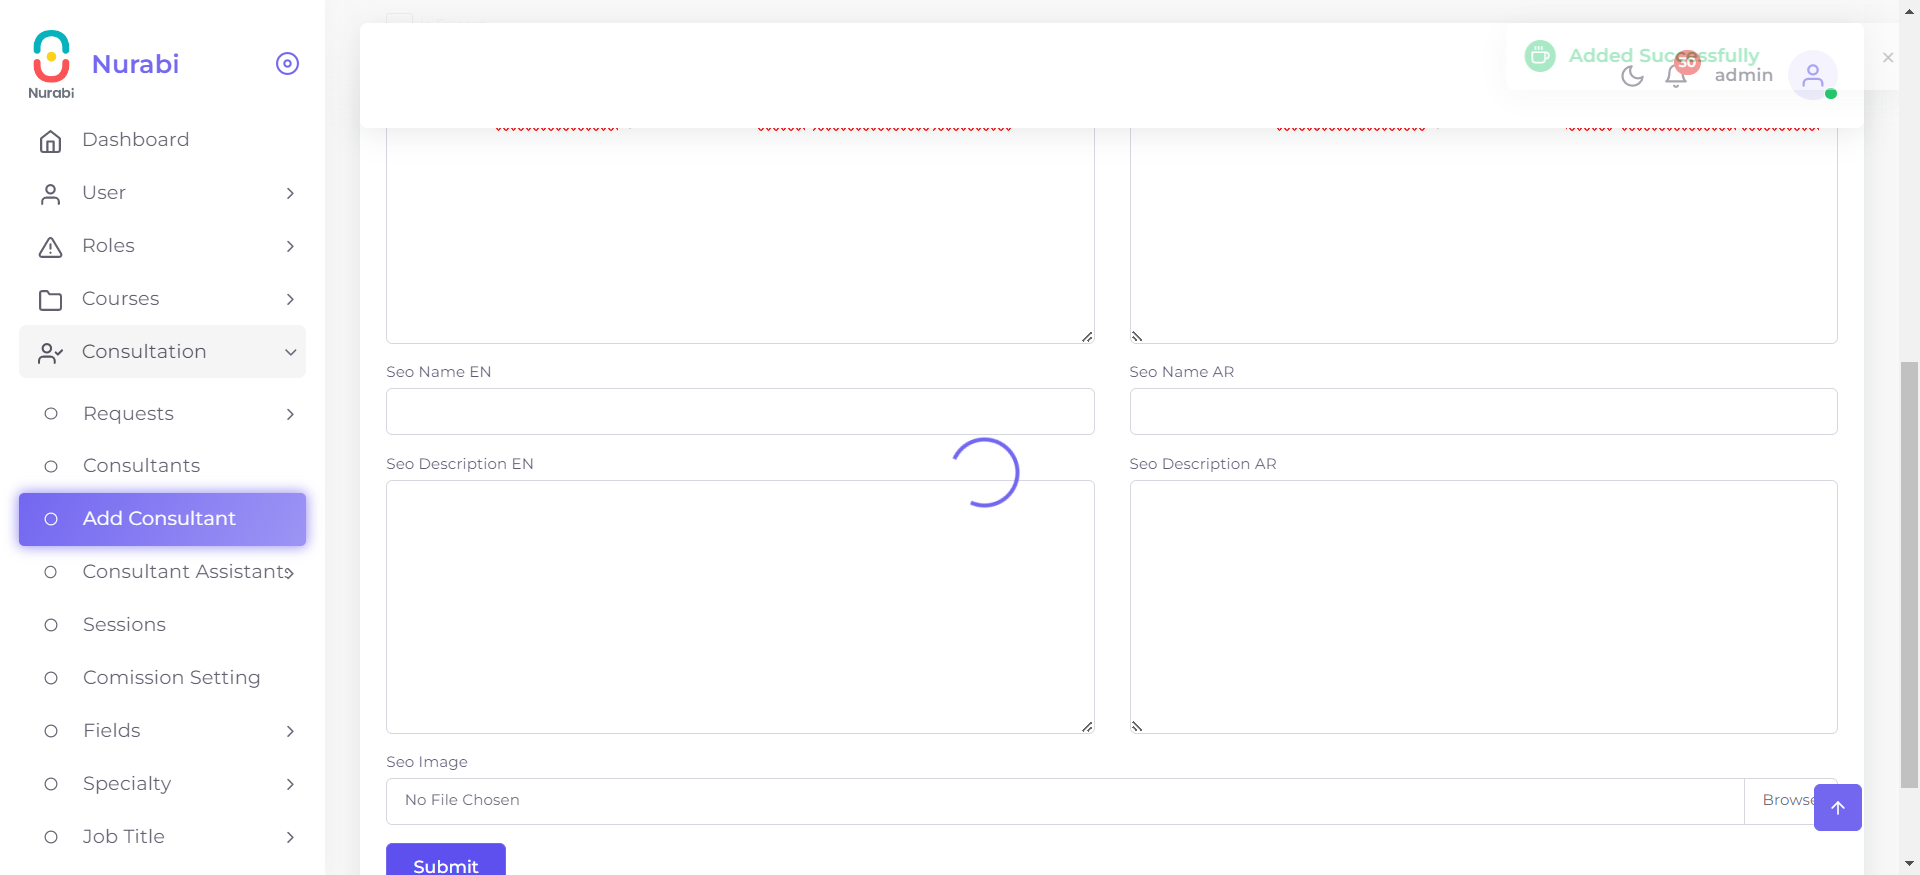 Nurabi
Nurabi
Dashboard
User
Roles
Courses
Consultation
Requests
Consultants
Add Consultant
Consultant Assistants
Sessions
Comission Setting
Fields
Specialty
Job Title
Added Successfully
30
admin
Seo Name EN
Seo Name AR
Seo Description EN
Seo Description AR
Seo Image
No File Chosen
Browse
Submit